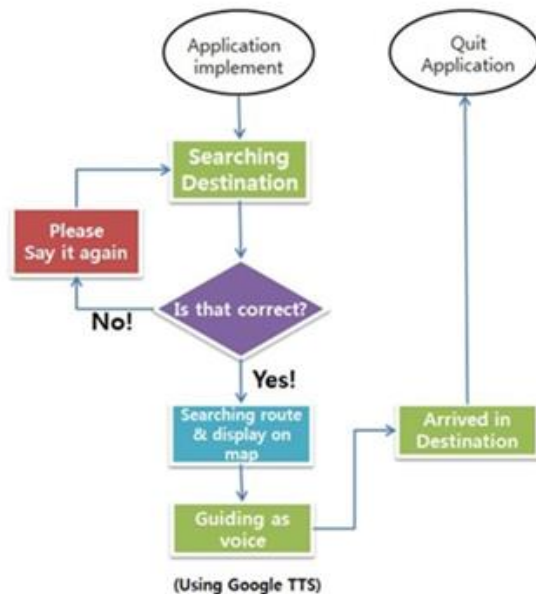 Application
implement
Quit
Application
Searching
Destination
Please
Say it again
Is that correct?
No!
Yes!
Searching route
& display on
map
Arrived in
Destination
Guiding as
voice
(Using Google TTS)